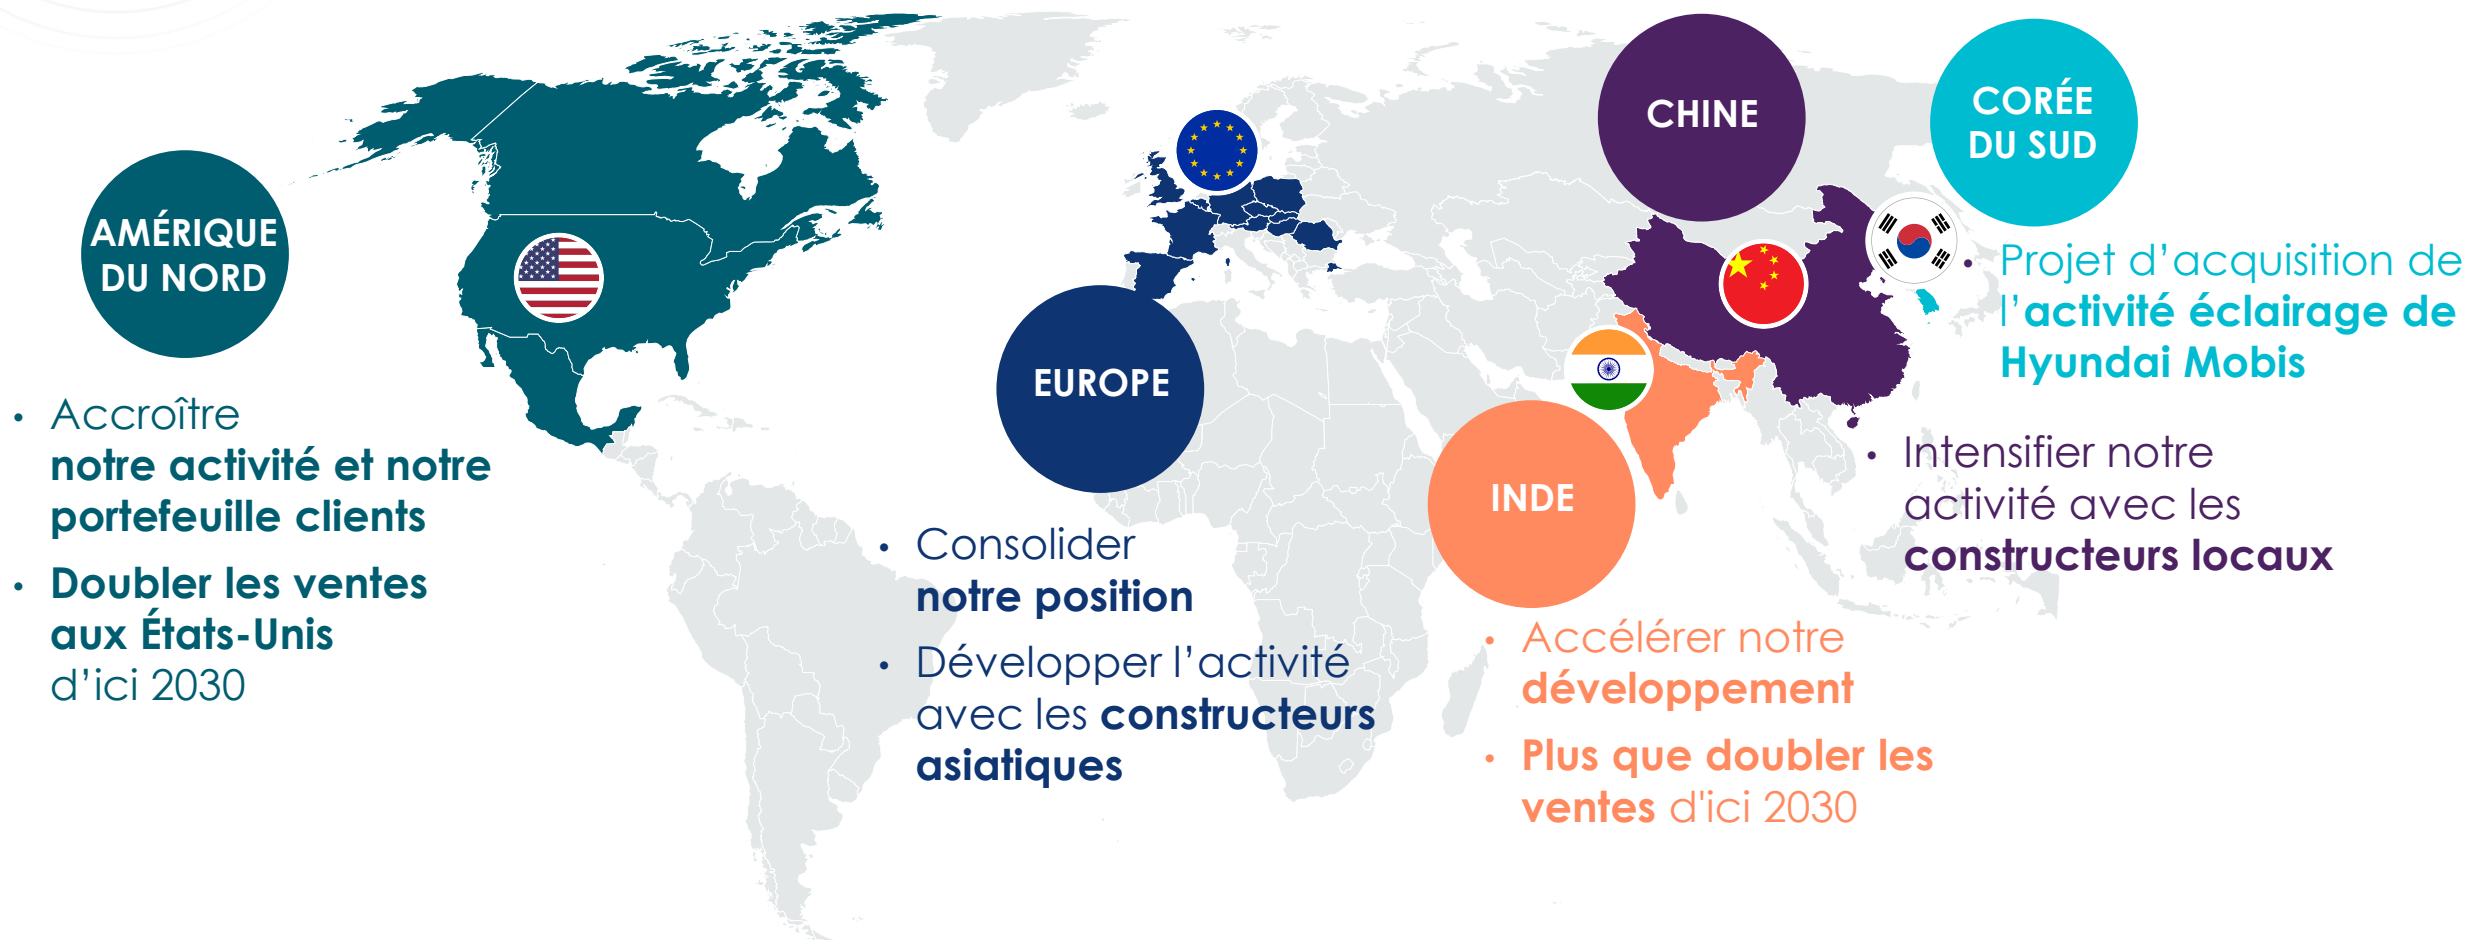 AMÉRIQUE
DU NORD
• Accroître
notre activité et notre
portefeuille clients
• Doubler les ventes
aux États-Unis
d’ici 2030
EUROPE
• Consolider
notre position
• Développer l’activité
avec les constructeurs
asiatiques
INDE
• Accélérer notre
développement
• Plus que doubler les
ventes d'ici 2030
CHINE
• Intensifier notre
activité avec les
constructeurs locaux
CORÉE
DU SUD
• Projet d’acquisition de
l’activité éclairage de
Hyundai Mobis